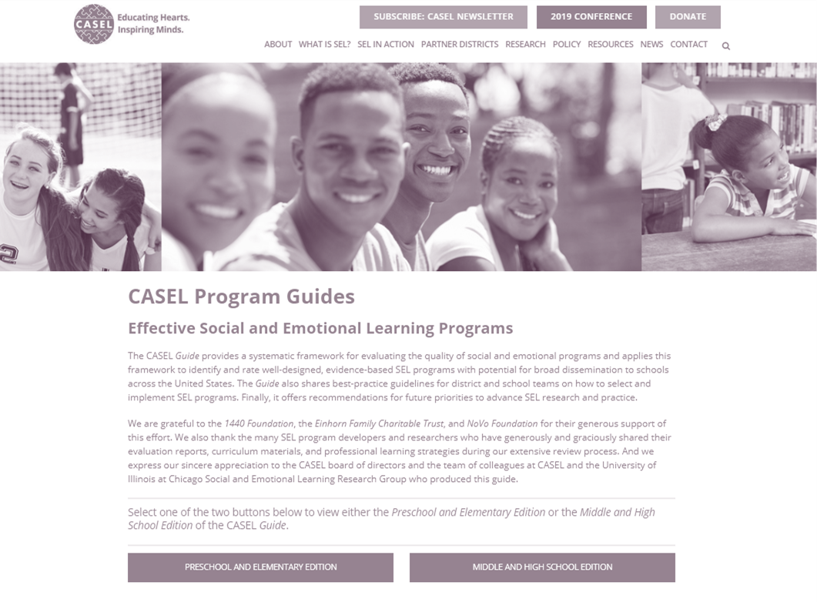 CASEL
Educating Hearts.
Inspiring Minds.
SUBSCRIBE: CASEL NEWSLETTER
2019 CONFERENCE
DONATE
ABOUT WHAT IS SEL? SEL IN ACTION PARTNER DISTRICTS RESEARCH POLICY RESOURCES NEWS CONTACT
CASEL Program Guides
Effective Social and Emotional Learning Programs
The CASEL Guide provides a systematic framework for evaluating the quality of social and emotional programs and applies this
framework to identify and rate well-designed, evidence-based SEL programs with potential for broad dissemination to schools
across the United States. The Guide also shares best-practice guidelines for district and school teams on how to select and
implement SEL programs. Finally, it offers recommendations for future priorities to advance SEL research and practice.
We are grateful to the 1440 Foundation, the Einhorn Family Charitable Trust, and NoVo Foundation for their generous support of
this effort. We also thank the many SEL program developers and researchers who have generously and graciously shared their
evaluation reports, curriculum materials, and professional learning strategies during our extensive review process. And we
express our sincere appreciation to the CASEL board of directors and the team of colleagues at CASEL and the University of
Illinois at Chicago Social and Emotional Learning Research Group who produced this guide.
Select one of the two buttons below to view either the Preschool and Elementary Edition or the Middle and High
School Edition of the CASEL Guide.
PRESCHOOL AND ELEMENTARY EDITION
MIDDLE AND HIGH SCHOOL EDITION